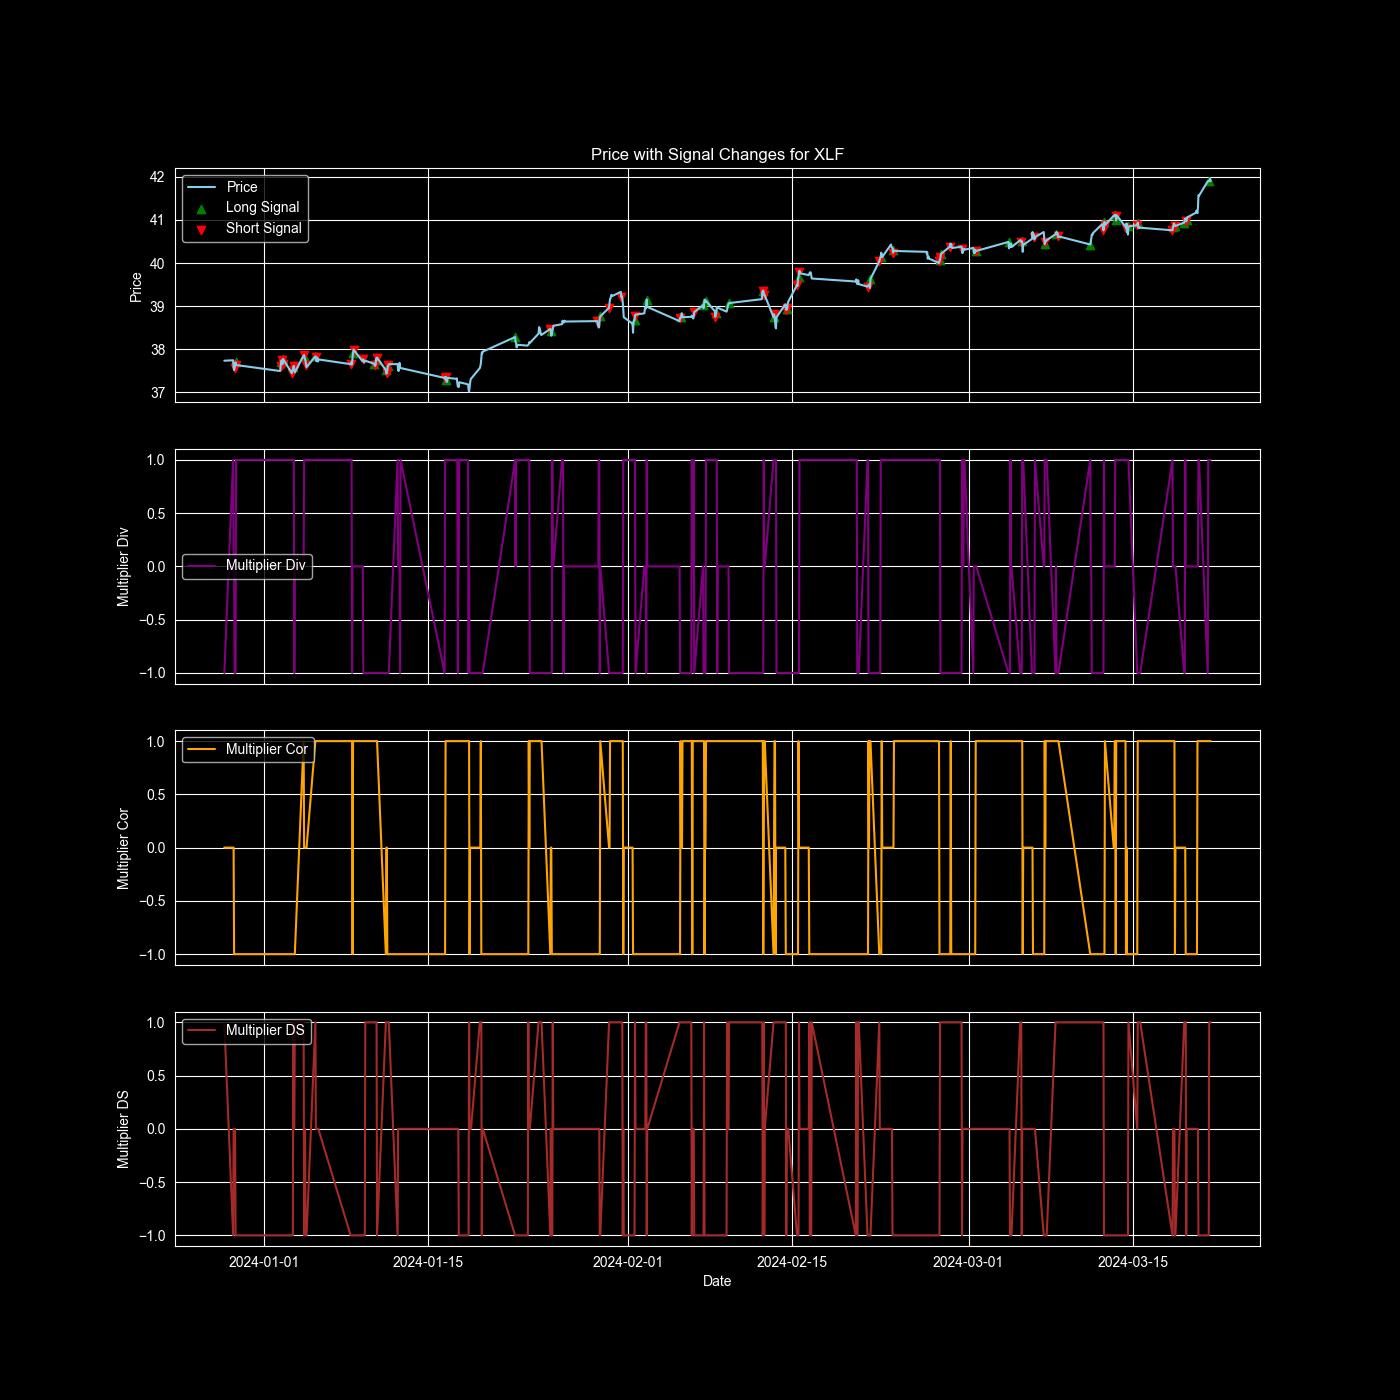 Price with Signal Changes for XLF
42
41
40
39
38
37
Price
Price
Long Signal
Short Signal
1.0
0.5
0.0
−0.5
−1.0
Multiplier Div
Multiplier Div
1.0
0.5
0.0
−0.5
−1.0
Multiplier Cor
Multiplier Cor
1.0
0.5
0.0
−0.5
−1.0
Multiplier DS
Multiplier DS
2024-01-01 2024-01-15 2024-02-01 2024-02-15 2024-03-01 2024-03-15
Date